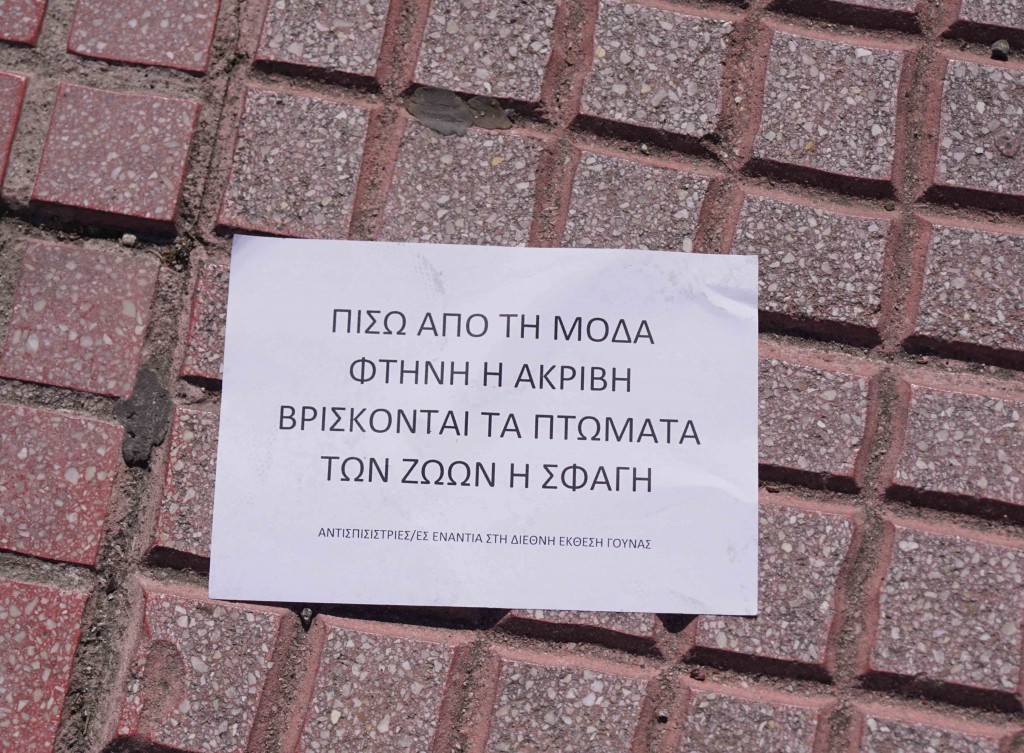 ΠΙΣΩ ΑΠΟ ΤΗ ΜΟΔΑ
ΦΤΗΝΗ Η ΑΚΡΙΒΗ
ΒΡΙΣΚΟΝΤΑΙ ΤΑ ΠΤΩΜΑΤΑ
ΤΩΝ ΖΩΩΝ Η ΣΦΑΓΗ
ΑΝΤΙΣΠΙΣΙΣΤΡΙΕΣ/ΕΣ ΕΝΑΝΤΙΑ ΣΤΗ ΔΙΕΘΝΗ ΕΚΘΕΣΗ ΓΟΥΝΑΣ